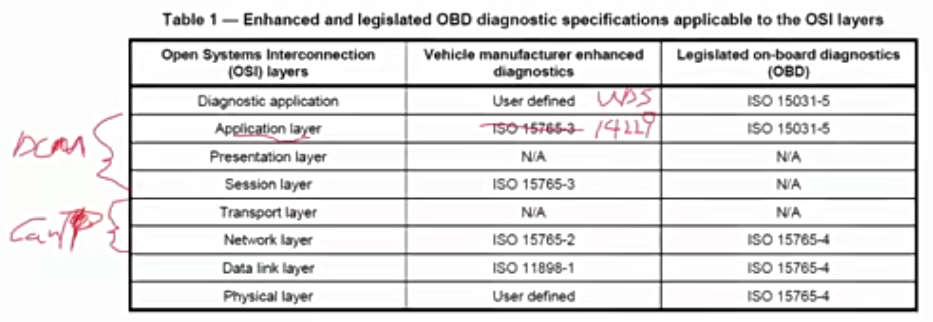 Table 1 — Enhanced and legislated OBD diagnostic specifications applicable to the OSI layers
Open Systems Interconnection (OSI) layers Vehicle manufacturer enhanced diagnostics Legislated on-board diagnostics (OBD)
Diagnostic application User defined UDS ISO 15031-5
DCM
Application layer ISO 15765-3 14229 ISO 15031-5
Presentation layer N/A N/A
Session layer ISO 15765-3 N/A
CanTP
Transport layer N/A N/A
Network layer ISO 15765-2 ISO 15765-4
Data link layer ISO 11898-1 ISO 15765-4
Physical layer User defined ISO 15765-4